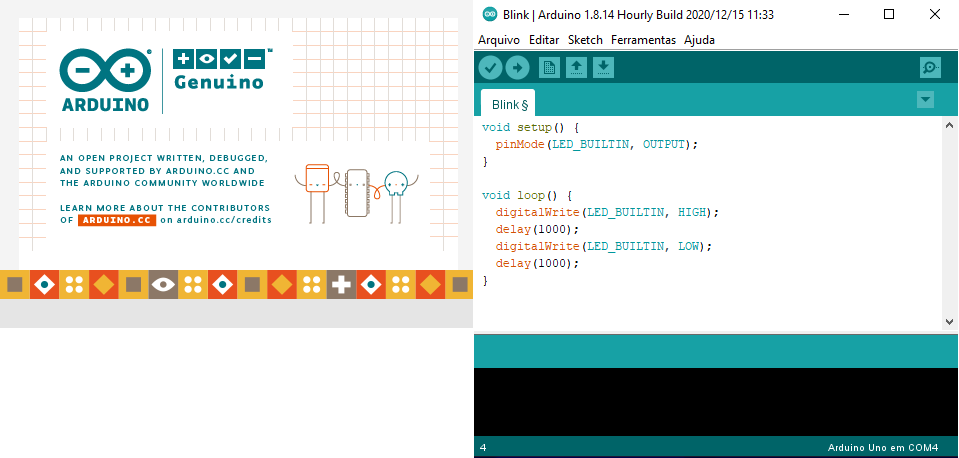 ARDUINO
Genuino
AN OPEN PROJECT WRITTEN, DEBUGGED,
AND SUPPORTED BY ARDUINO.CC AND
THE ARDUINO COMMUNITY WORLDWIDE
LEARN MORE ABOUT THE CONTRIBUTORS
OF ARDUINO.CC on arduino.cc/credits
Blink | Arduino 1.8.14 Hourly Build 2020/12/15 11:33
Arquivo Editar Sketch Ferramentas Ajuda
Blink §
void setup() {
  pinMode(LED_BUILTIN, OUTPUT);
}
void loop() {
  digitalWrite(LED_BUILTIN, HIGH);
  delay(1000);
  digitalWrite(LED_BUILTIN, LOW);
  delay(1000);
}
4 Arduino Uno em COM4